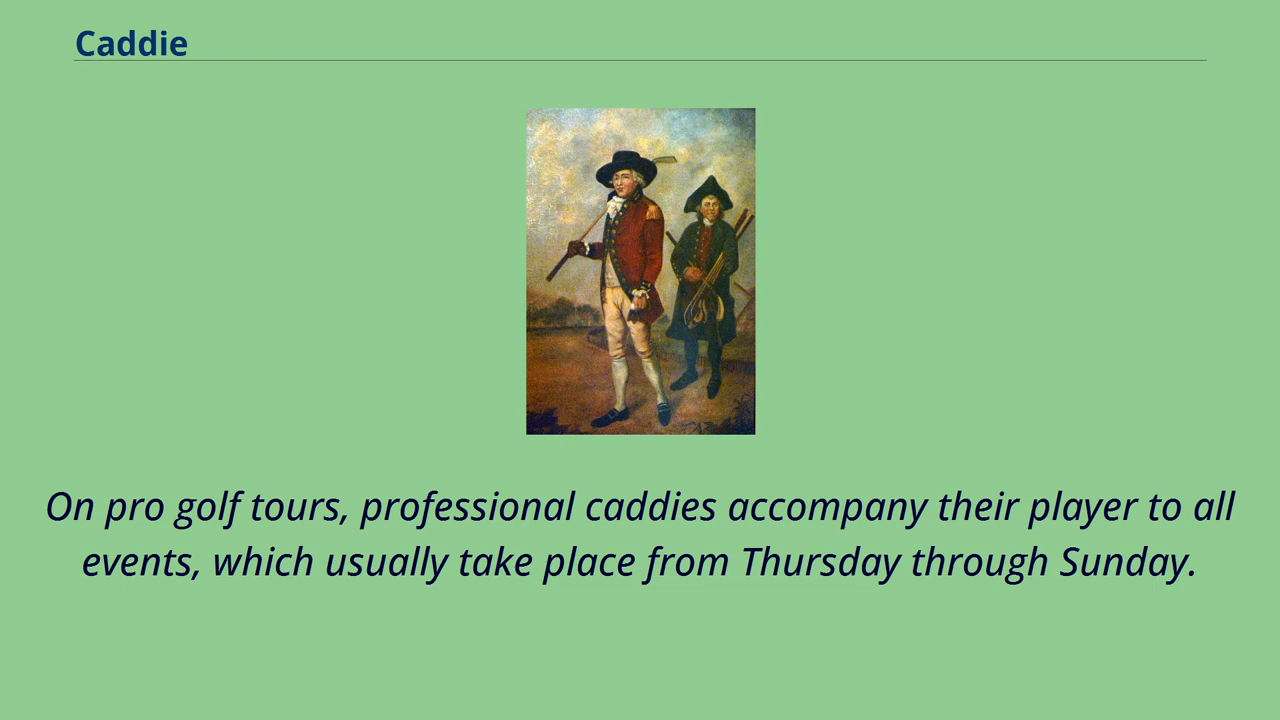 Caddie
On pro golf tours, professional caddies accompany their player to all
events, which usually take place from Thursday through Sunday.